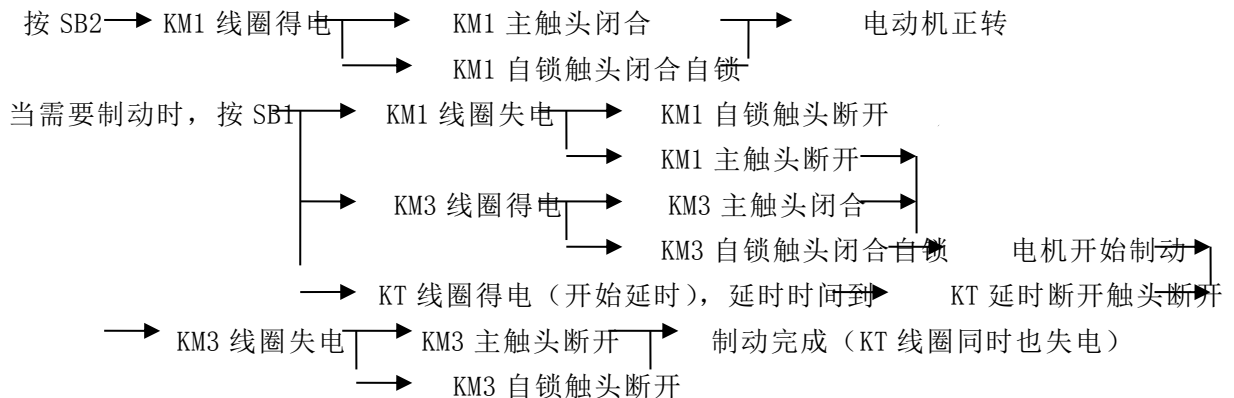 按 SB2 KM1 线圈得电 KM1 主触头闭合 电动机正转
KM1 自锁触头闭合自锁
当需要制动时，按 SB1 KM1 线圈失电 KM1 自锁触头断开
KM1 主触头断开
KM3 线圈得电 KM3 主触头闭合
KM3 自锁触头闭合自锁 电机开始制动
KT 线圈得电（开始延时），延时时间到 KT 延时断开触头断开
KM3 线圈失电 KM3 主触头断开 制动完成（KT 线圈同时也失电）
KM3 自锁触头断开